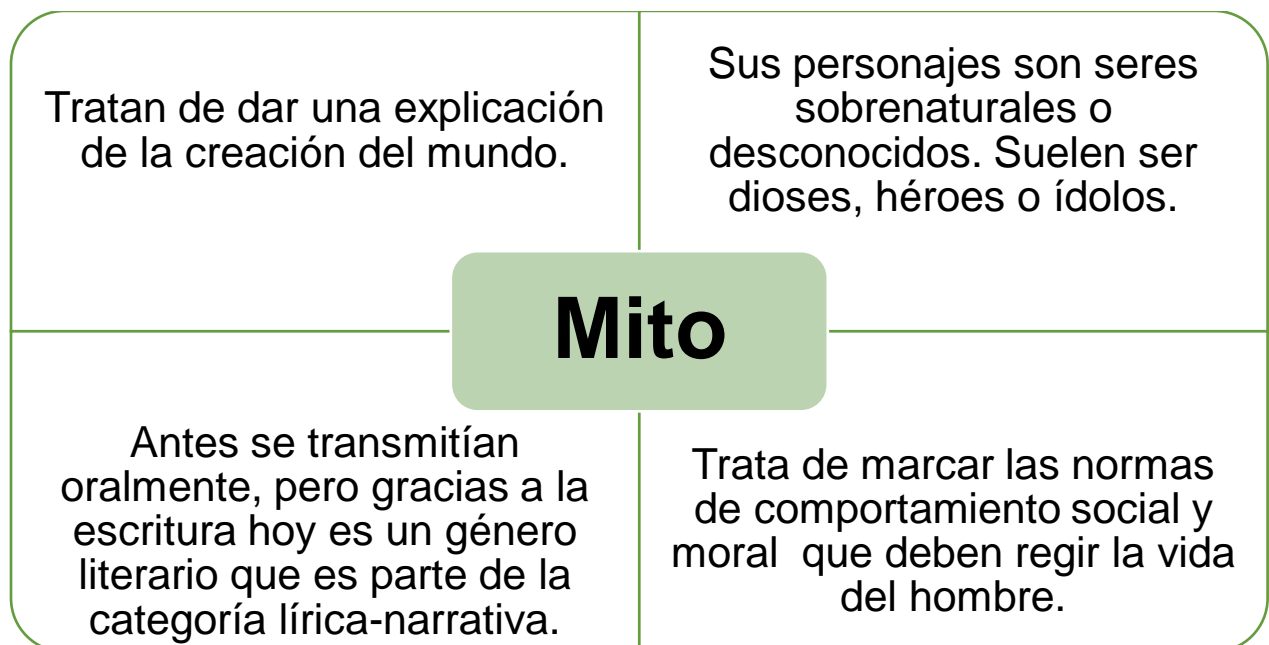 Tratan de dar una explicación
de la creación del mundo.
Sus personajes son seres
sobrenaturales o
desconocidos. Suelen ser
dioses, héroes o ídolos.
Mito
Antes se transmitían
oralmente, pero gracias a la
escritura hoy es un género
literario que es parte de la
categoría lírica-narrativa.
Trata de marcar las normas
de comportamiento social y
moral  que deben regir la vida
del hombre.